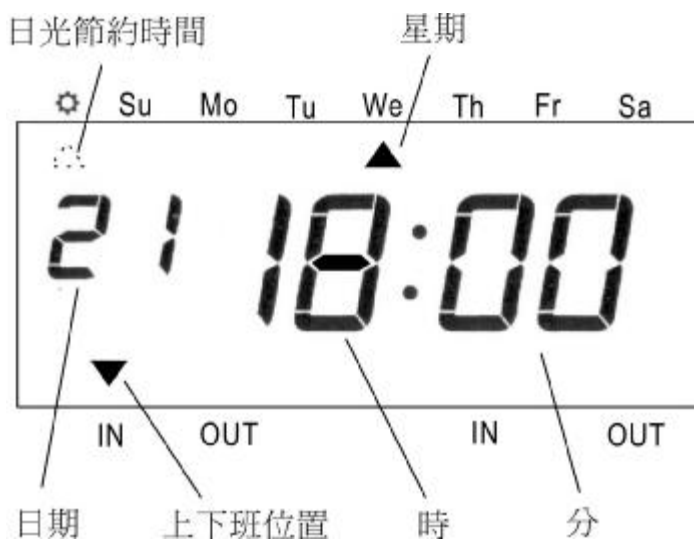 日光節約時間 星期
Su Mo Tu We Th Fr Sa
21 18:00
IN OUT IN OUT
日期 上下班位置 時 分